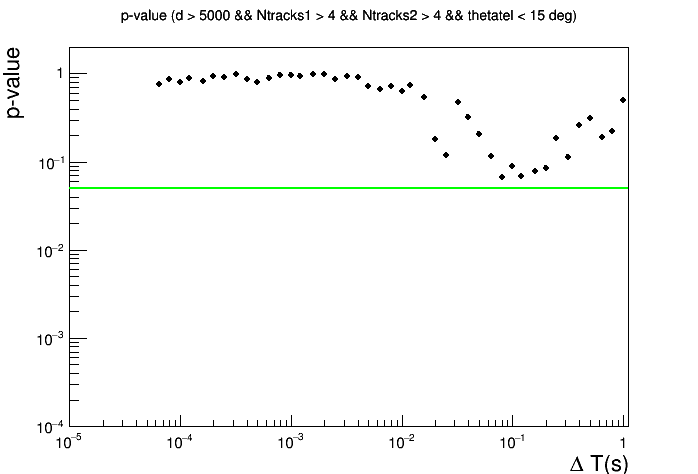 p-value (d > 5000 && Ntracks1 > 4 && Ntracks2 > 4 && thetatel < 15 deg)
p-value
1
10⁻¹
10⁻²
10⁻³
10⁻⁴
10⁻⁵ 10⁻⁴ 10⁻³ 10⁻² 10⁻¹ 1
Δ T(s)